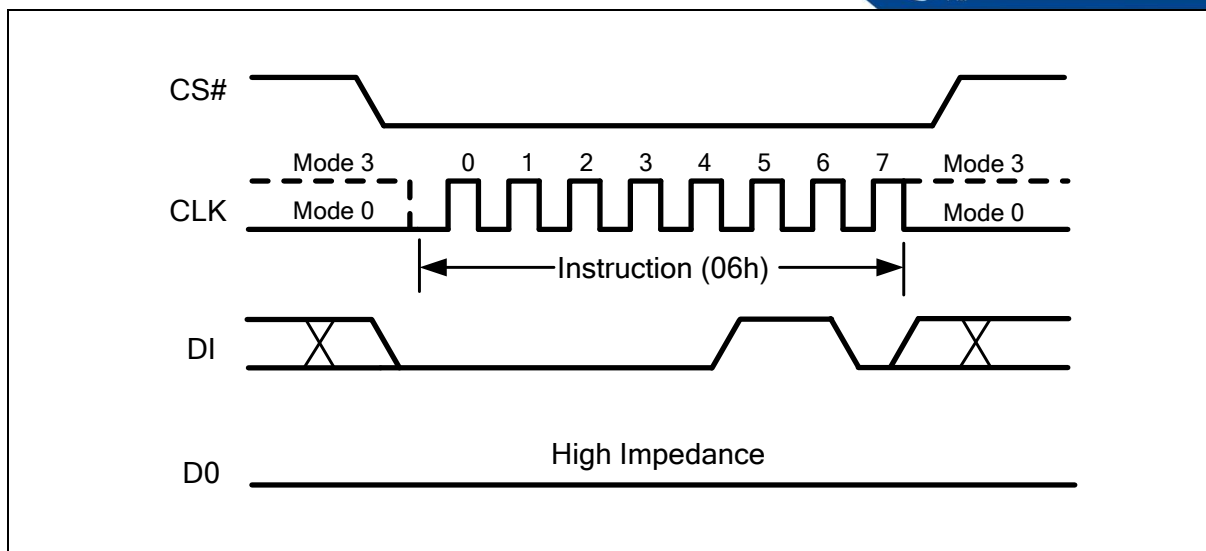 CS#
Mode 3 0 1 2 3 4 5 6 7 Mode 3
CLK Mode 0 Mode 0
Instruction (06h)
DI
High Impedance
D0